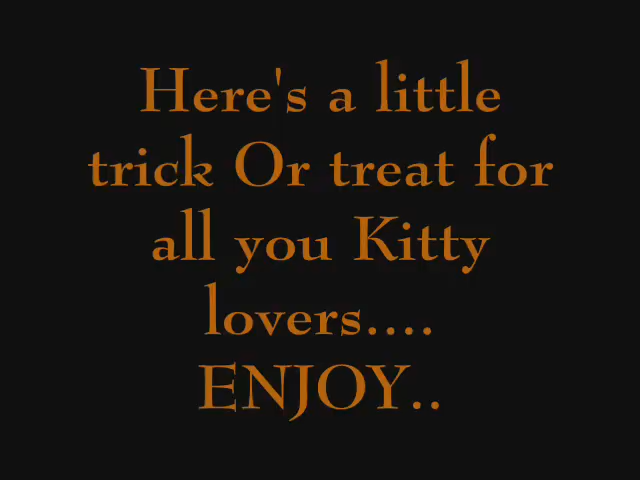 Here's a little
trick Or treat for
all you Kitty
lovers....
ENJOY..